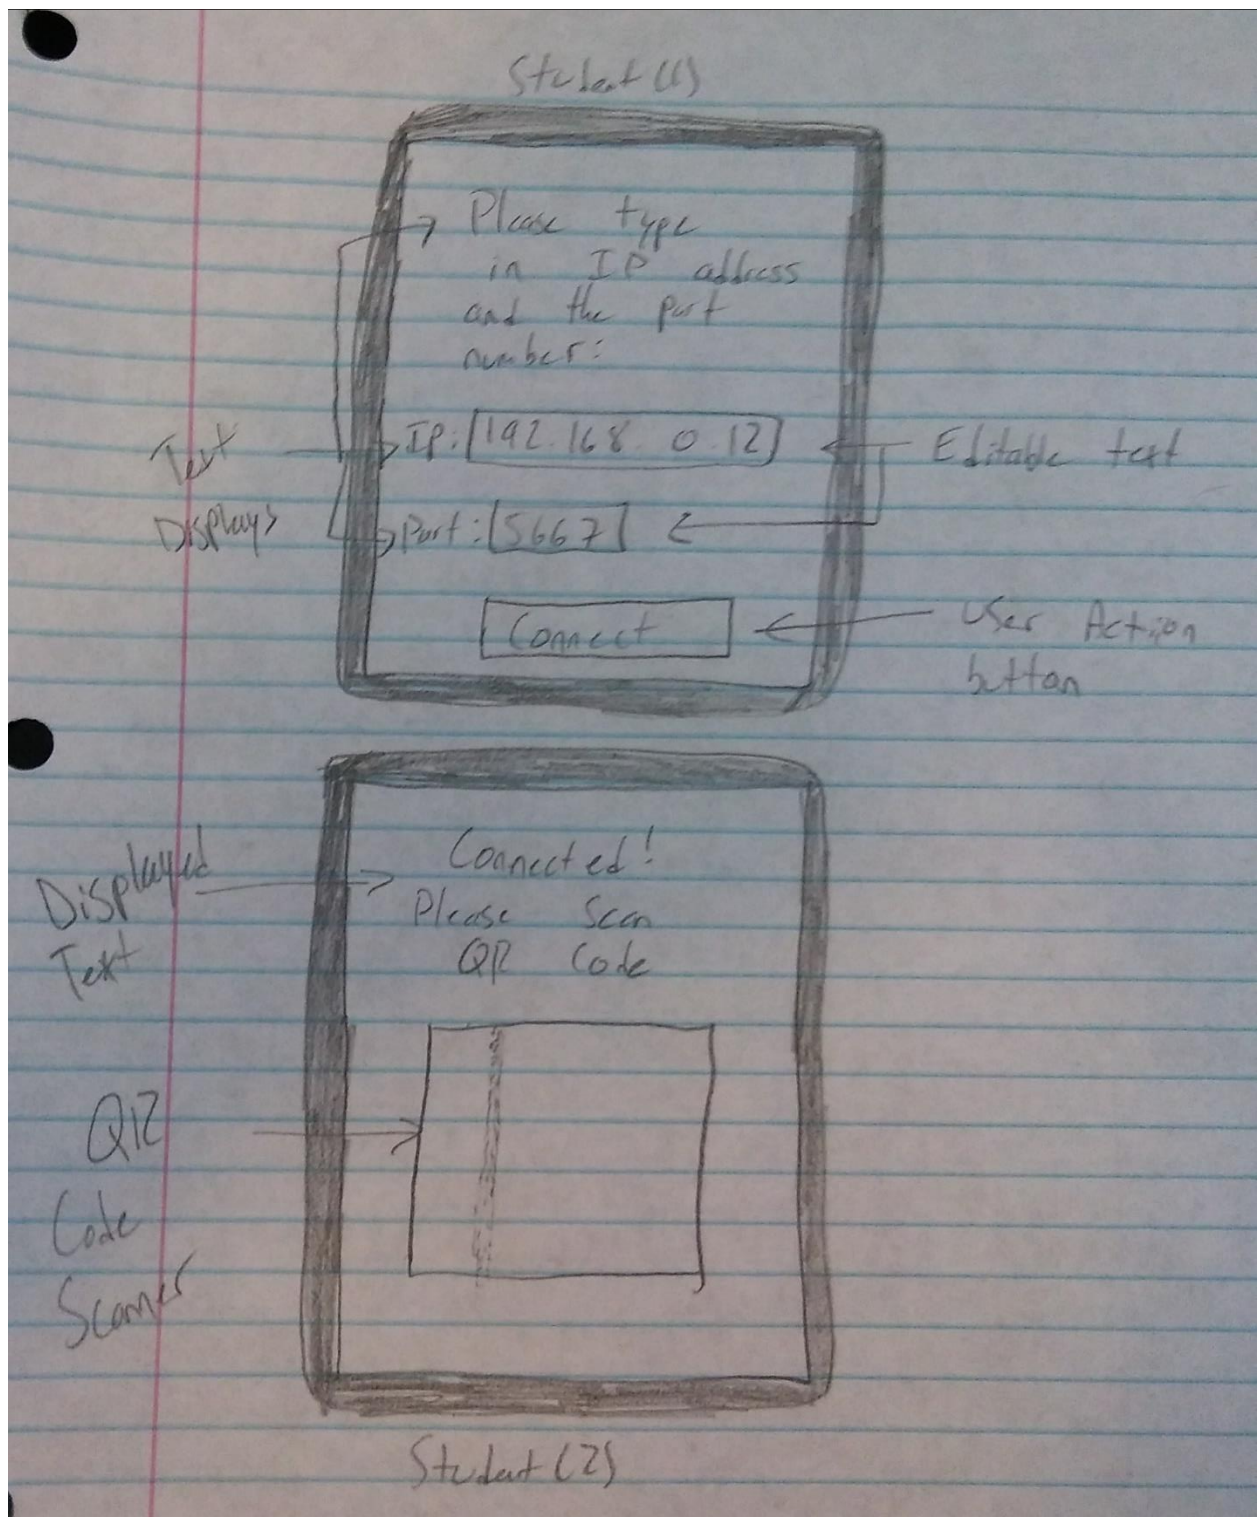 Student (1)
Please type
in IP address
and the port
number:
Text
Displays
IP: [192.168.0.12]
Editable text
Port: [5667]
Connect
User Action
button
Connected!
Please Scan
QR Code
Displayed
Text
QR
Code
Scanner
Student (2)